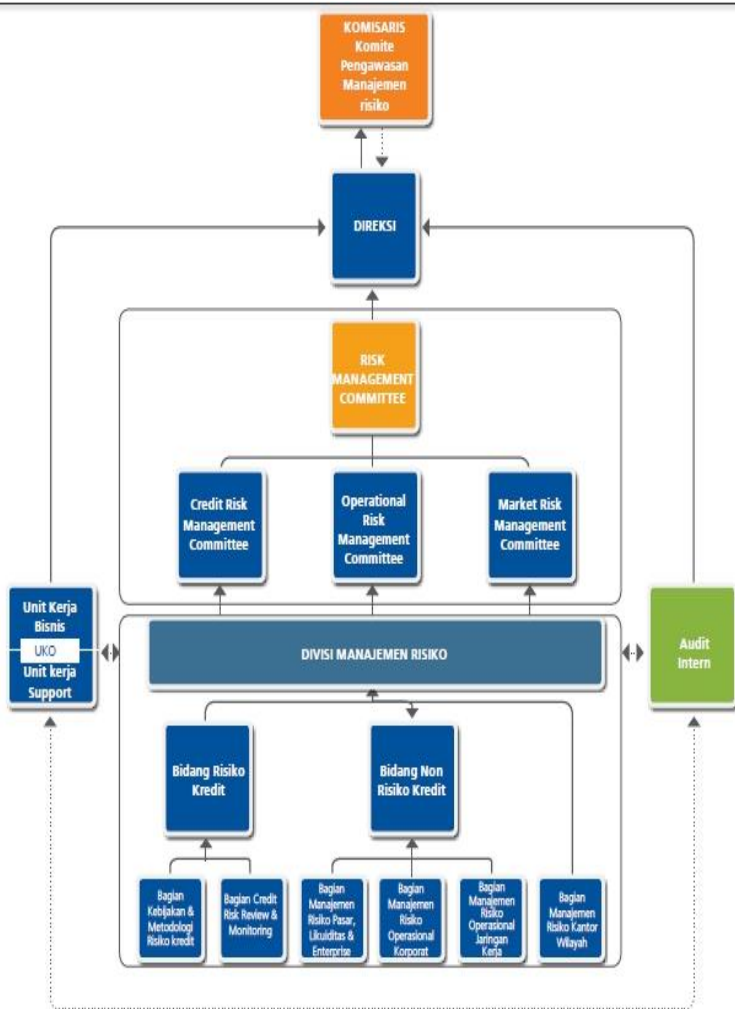 KOMISARIS
Komite
Pengawasan
Manajemen
risiko
DIREKSI
RISK
MANAGEMENT
COMMITTEE
Credit Risk
Management
Committee
Operational
Risk
Management
Committee
Market Risk
Management
Committee
Unit Kerja
Bisnis
UKO
Unit kerja
Support
DIVISI MANAJEMEN RISIKO
Audit
Intern
Bidang Risiko
Kredit
Bidang Non
Risiko Kredit
Bagian
Kebijakan &
Metodologi
Risiko kredit
Bagian Credit
Risk Review &
Monitoring
Bagian
Manajemen
Risiko Pasar,
Likuiditas &
Enterprise
Bagian
Manajemen
Risiko
Operasional
Korporat
Bagian
Manajemen
Risiko
Operasional
Jaringan
Kerja
Bagian
Manajemen
Risiko Kantor
Wilayah